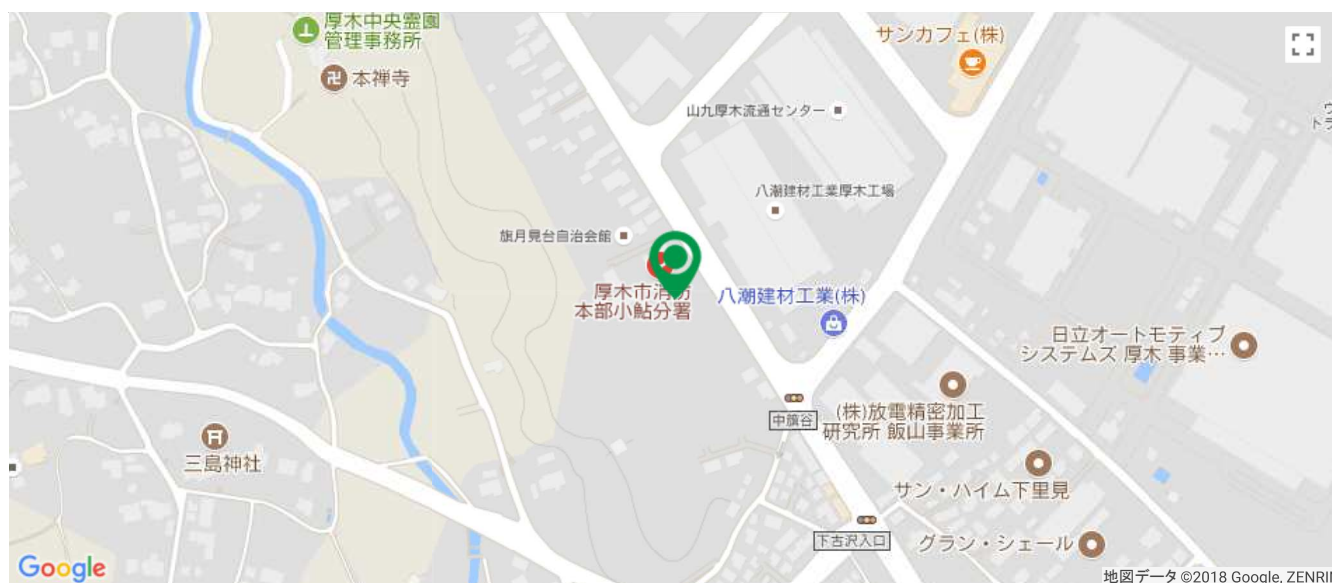 厚木中央霊園
管理事務所
本禅寺
サンカフェ(株)
山九厚木流通センター
八潮建材工業厚木工場
旗月見台自治会館
厚木市消防
本部小鮎分署
八潮建材工業(株)
日立オートモティブ
システムズ 厚木 事業…
中旗谷
(株)放電精密加工
研究所 飯山事業所
三島神社
サン・ハイム下里見
下古沢入口
グラン・シェール
Google
地図データ ©2018 Google, ZENRIN